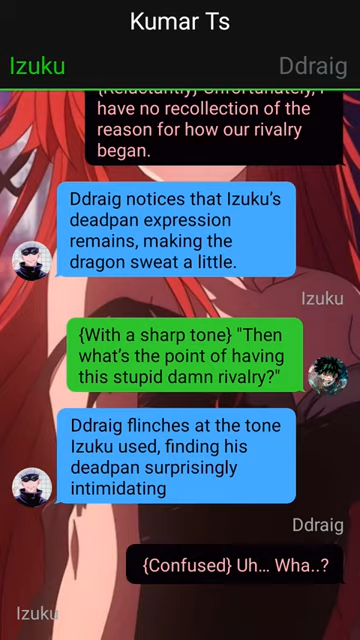 Kumar Ts
Izuku
Ddraig
{Reluctantly} Unfortunately, I
have no recollection of the
reason for how our rivalry
began.
Ddraig notices that Izuku's
deadpan expression
remains, making the
dragon sweat a little.
Izuku
{With a sharp tone} "Then
what's the point of having
this stupid damn rivalry?"
Ddraig flinches at the tone
Izuku used, finding his
deadpan surprisingly
intimidating
Ddraig
{Confused} Uh... Wha..?
Izuku